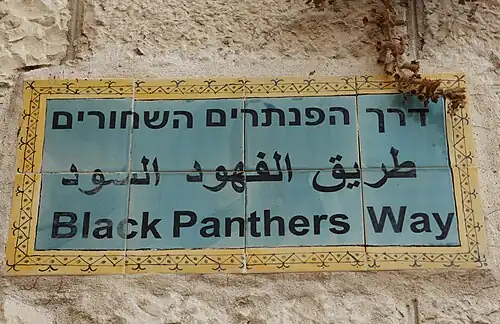 דרך הפנתרים השחורים
طريق الفهود السود
Black Panthers Way